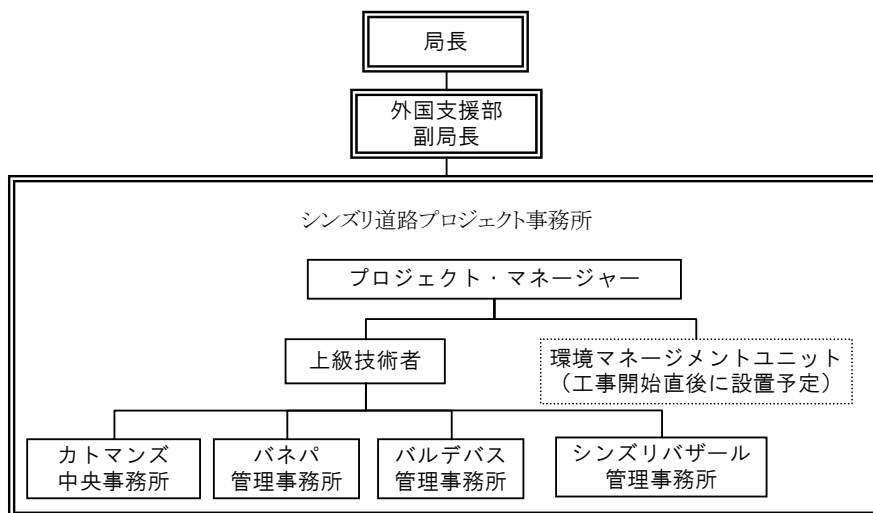 局長
外国支援部
副局長
シンズリ道路プロジェクト事務所
プロジェクト・マネージャー
上級技術者
環境マネージメントユニット
（工事開始直後に設置予定）
カトマンズ
中央事務所
バネパ
管理事務所
バルデバス
管理事務所
シンズリバザール
管理事務所